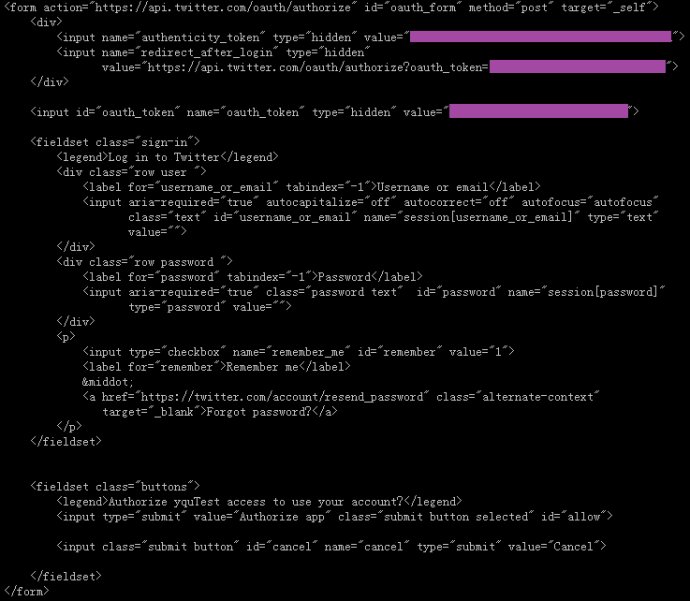 <form action="https://api.twitter.com/oauth/authorize" id="oauth_form" method="post" target="_self">
<div>
<input name="authenticity_token" type="hidden" value="">
<input name="redirect_after_login" type="hidden"
value="https://api.twitter.com/oauth/authorize?oauth_token=">
</div>
<input id="oauth_token" name="oauth_token" type="hidden" value="">
<fieldset class="sign-in">
<legend>Log in to Twitter</legend>
<div class="row user ">
<label for="username_or_email" tabindex="-1">Username or email</label>
<input aria-required="true" autocapitalize="off" autocorrect="off" autofocus="autofocus"
class="text" id="username_or_email" name="session[username_or_email]" type="text"
value="">
</div>
<div class="row password ">
<label for="password" tabindex="-1">Password</label>
<input aria-required="true" class="password text"  id="password" name="session[password]"
type="password" value="">
</div>
<p>
<input type="checkbox" name="remember_me" id="remember" value="1">
<label for="remember">Remember me</label>
&middot;
<a href="https://twitter.com/account/resend_password" class="alternate-context"
target="_blank">Forgot password?</a>
</p>
</fieldset>
<fieldset class="buttons">
<legend>Authorize yquTest access to use your account?</legend>
<input type="submit" value="Authorize app" class="submit button selected" id="allow">
<input class="submit button" id="cancel" name="cancel" type="submit" value="Cancel">
</fieldset>
</form>